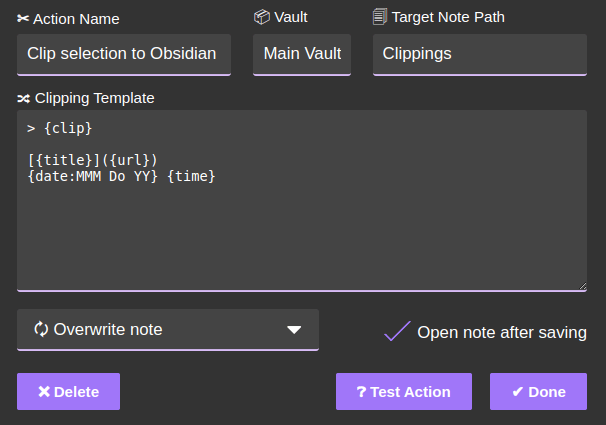 Action Name
Vault
Target Note Path
Clip selection to Obsidian
Main Vault
Clippings
Clipping Template
> {clip}
[{title}]({url})
{date:MMM Do YY} {time}
Overwrite note
Open note after saving
Delete
? Test Action
Done